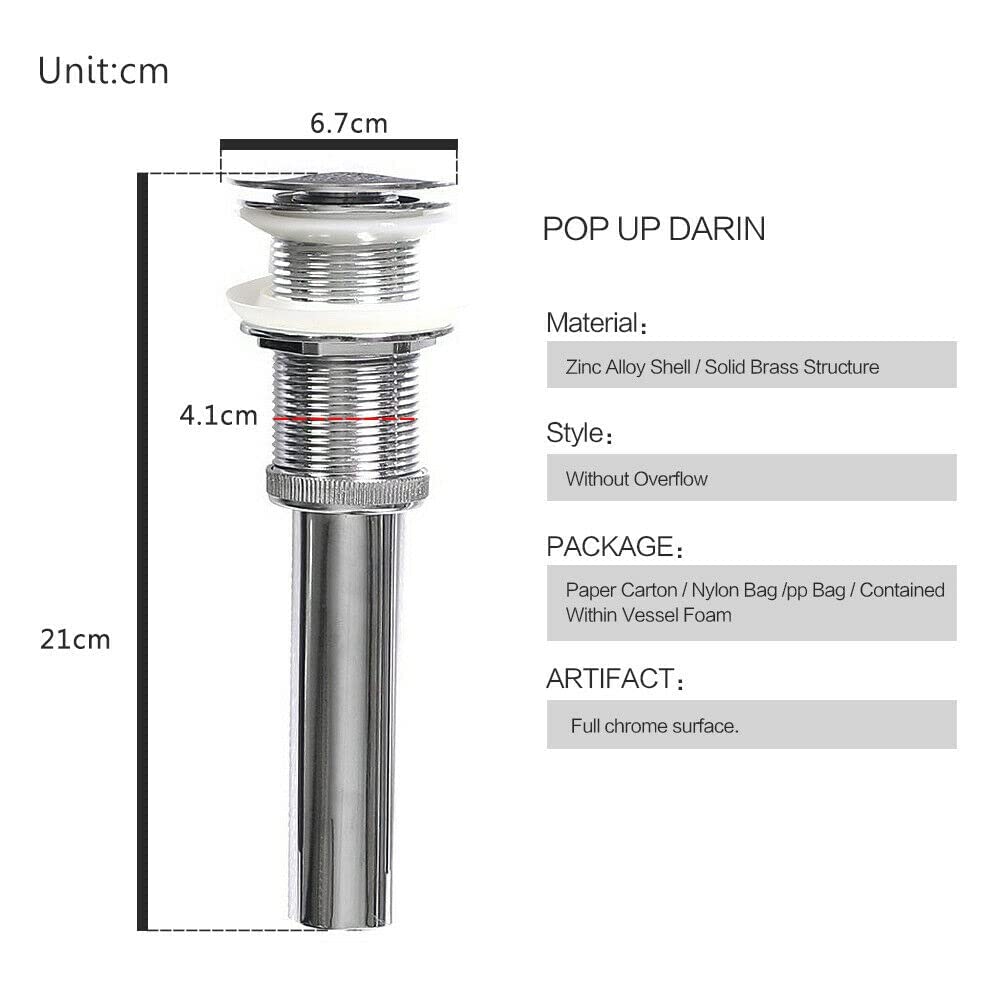 Unit:cm
6.7cm
4.1cm
21cm
POP UP DARIN
Material:
Zinc Alloy Shell / Solid Brass Structure
Style:
Without Overflow
PACKAGE:
Paper Carton / Nylon Bag /pp Bag / Contained
Within Vessel Foam
ARTIFACT:
Full chrome surface.